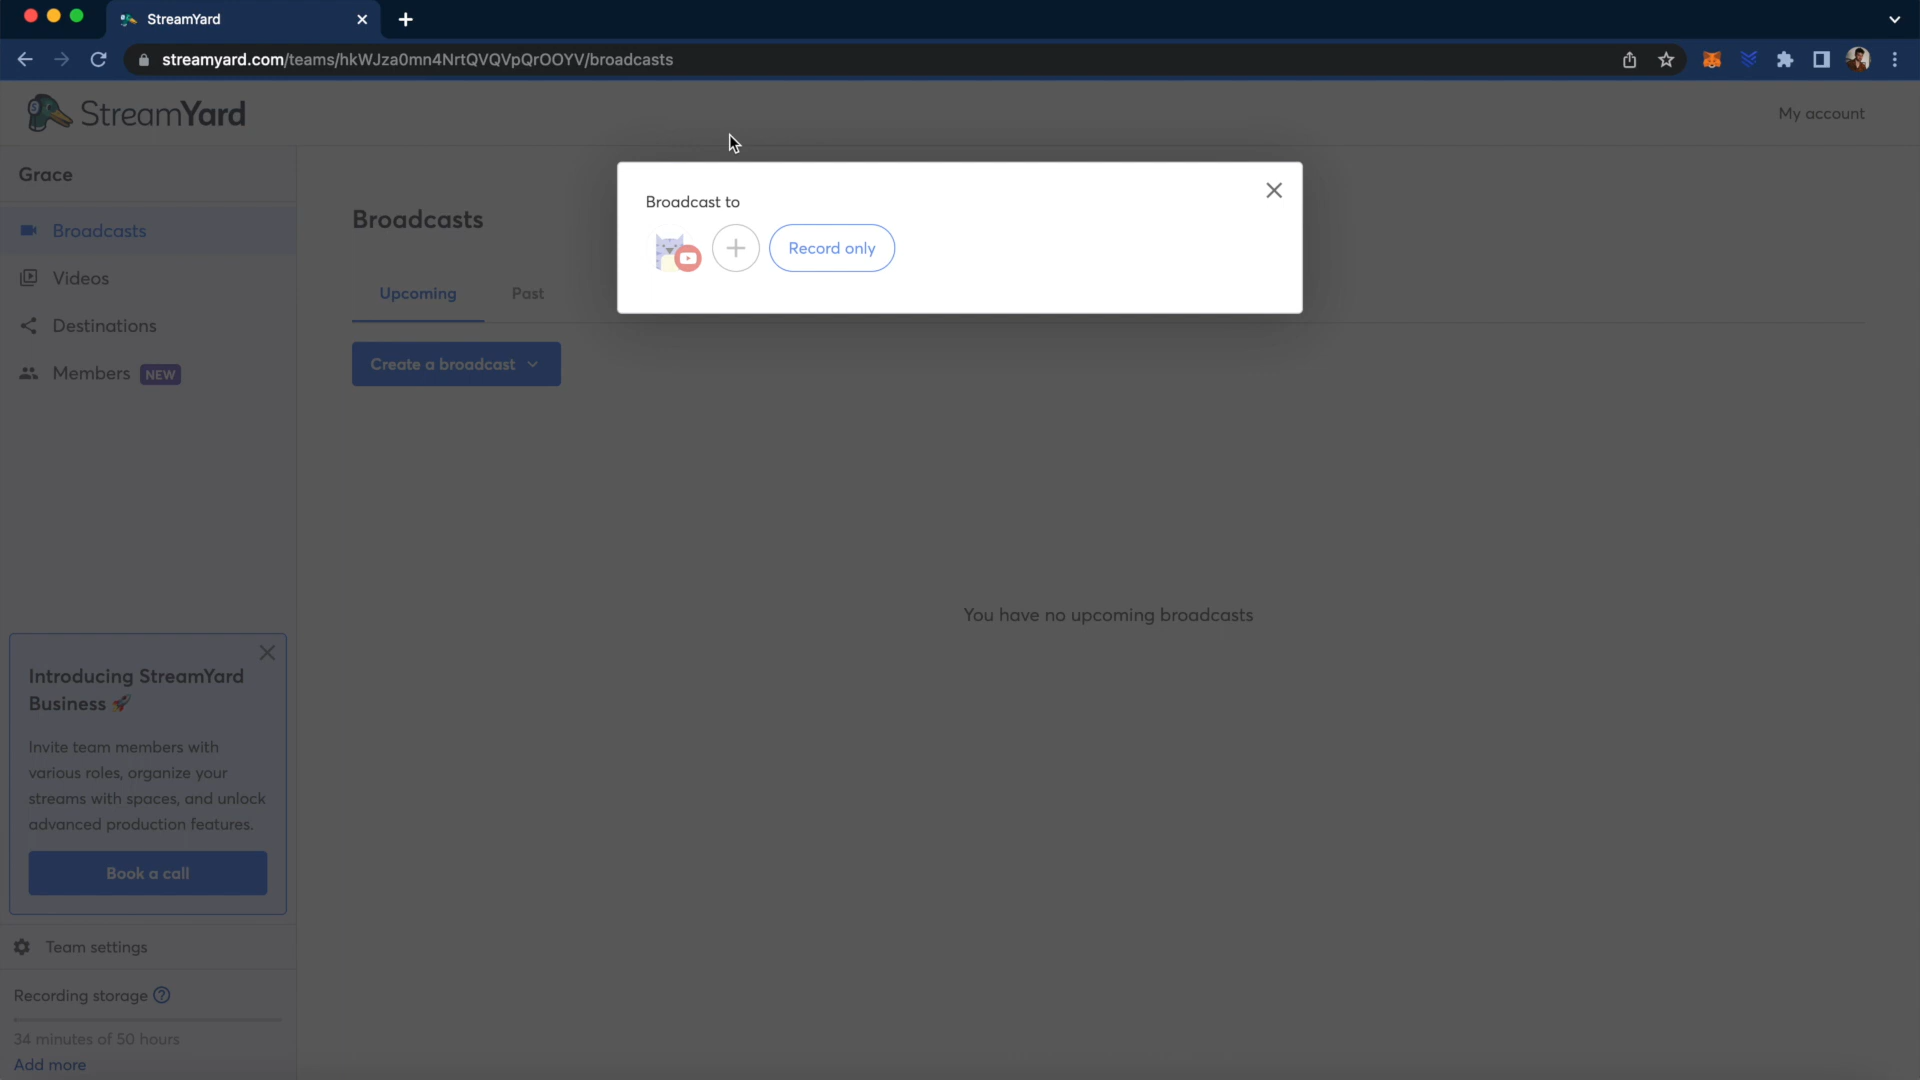 StreamYard
streamyard.com/teams/hkWJza0mn4NrtQVQVpQrOOYV/broadcasts
StreamYard
My account
Grace
Broadcasts
Videos
Destinations
Members NEW
Introducing StreamYard
Business 🚀
Invite team members with
various roles, organize your
streams with spaces, and unlock
advanced production features.
Book a call
Team settings
Recording storage ?
34 minutes of 50 hours
Add more
Broadcasts
Upcoming Past
Create a broadcast
You have no upcoming broadcasts
Broadcast to
Record only